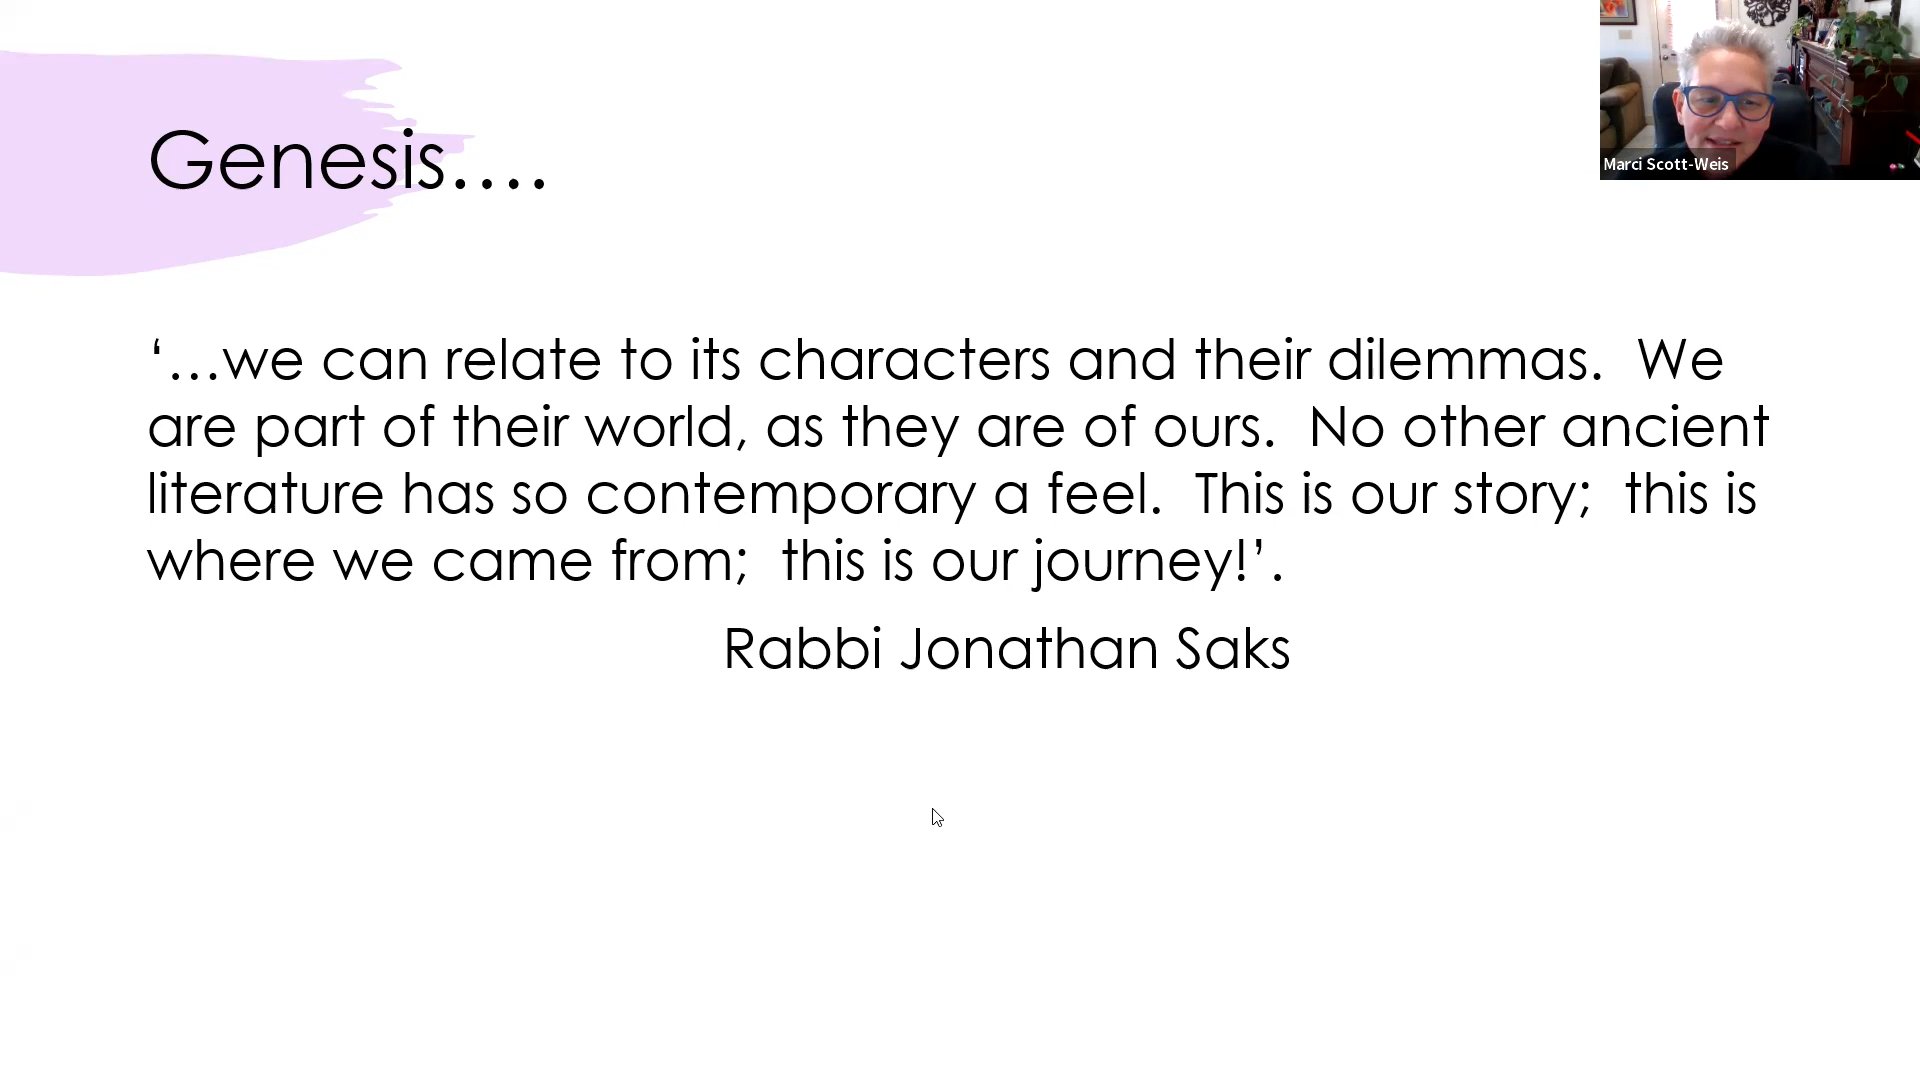 Genesis….
‘…we can relate to its characters and their dilemmas.  We
are part of their world, as they are of ours.  No other ancient
literature has so contemporary a feel.  This is our story;  this is
where we came from;  this is our journey!’.
Rabbi Jonathan Saks
Marci Scott-Weis